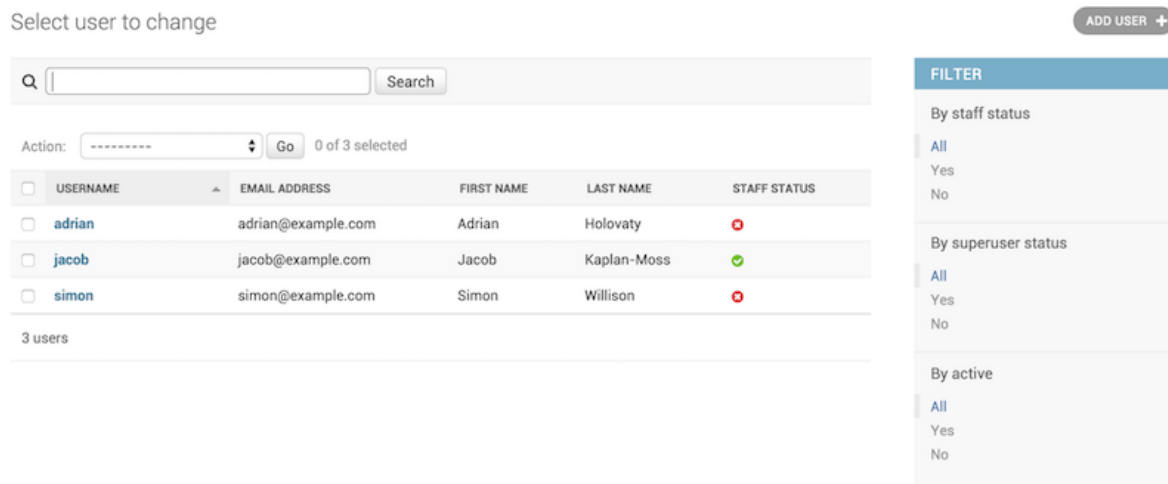 Select user to change
ADD USER +
Search
Action: --------- Go 0 of 3 selected
USERNAME EMAIL ADDRESS FIRST NAME LAST NAME STAFF STATUS
adrian adrian@example.com Adrian Holovaty
jacob jacob@example.com Jacob Kaplan-Moss
simon simon@example.com Simon Willison
3 users
FILTER
By staff status
All
Yes
No
By superuser status
All
Yes
No
By active
All
Yes
No